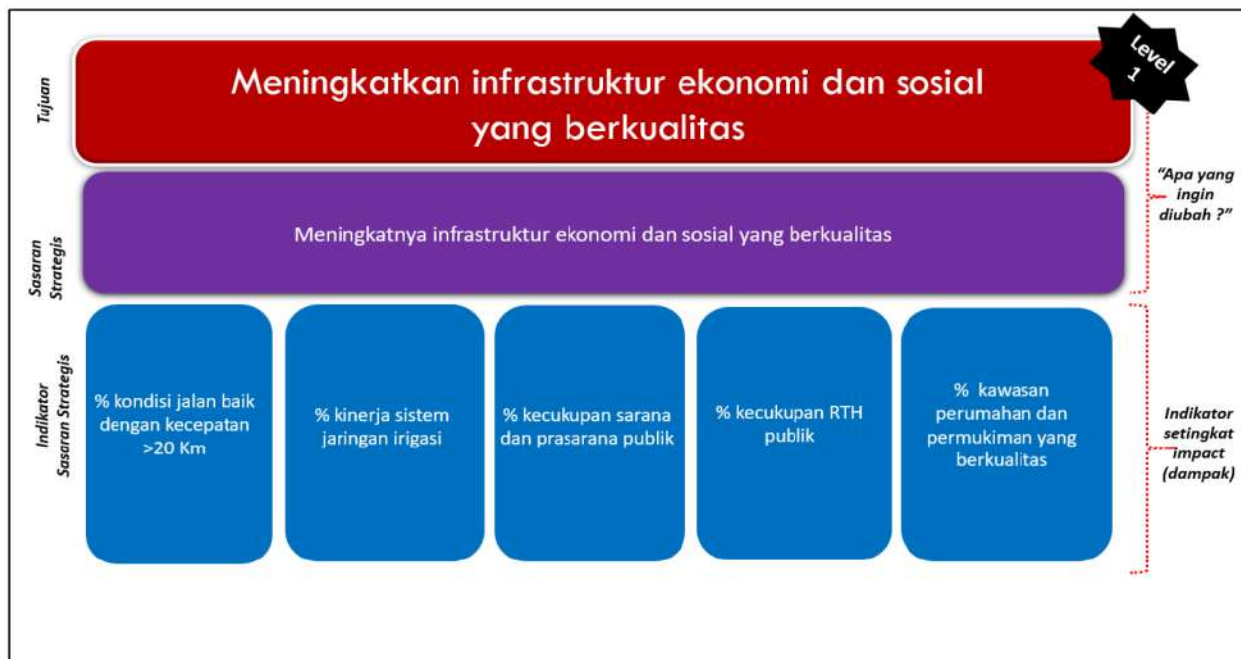 Tujuan
Meningkatkan infrastruktur ekonomi dan sosial
yang berkualitas
Level
1
"Apa yang
ingin
diubah ?"
Sasaran
Strategis
Meningkatnya infrastruktur ekonomi dan sosial yang berkualitas
Indikator
Sasaran Strategis
% kondisi jalan baik
dengan kecepatan
>20 Km
% kinerja sistem
jaringan irigasi
% kecukupan sarana
dan prasarana publik
% kecukupan RTH
publik
% kawasan
perumahan dan
permukiman yang
berkualitas
Indikator
setingkat
impact
(dampak)